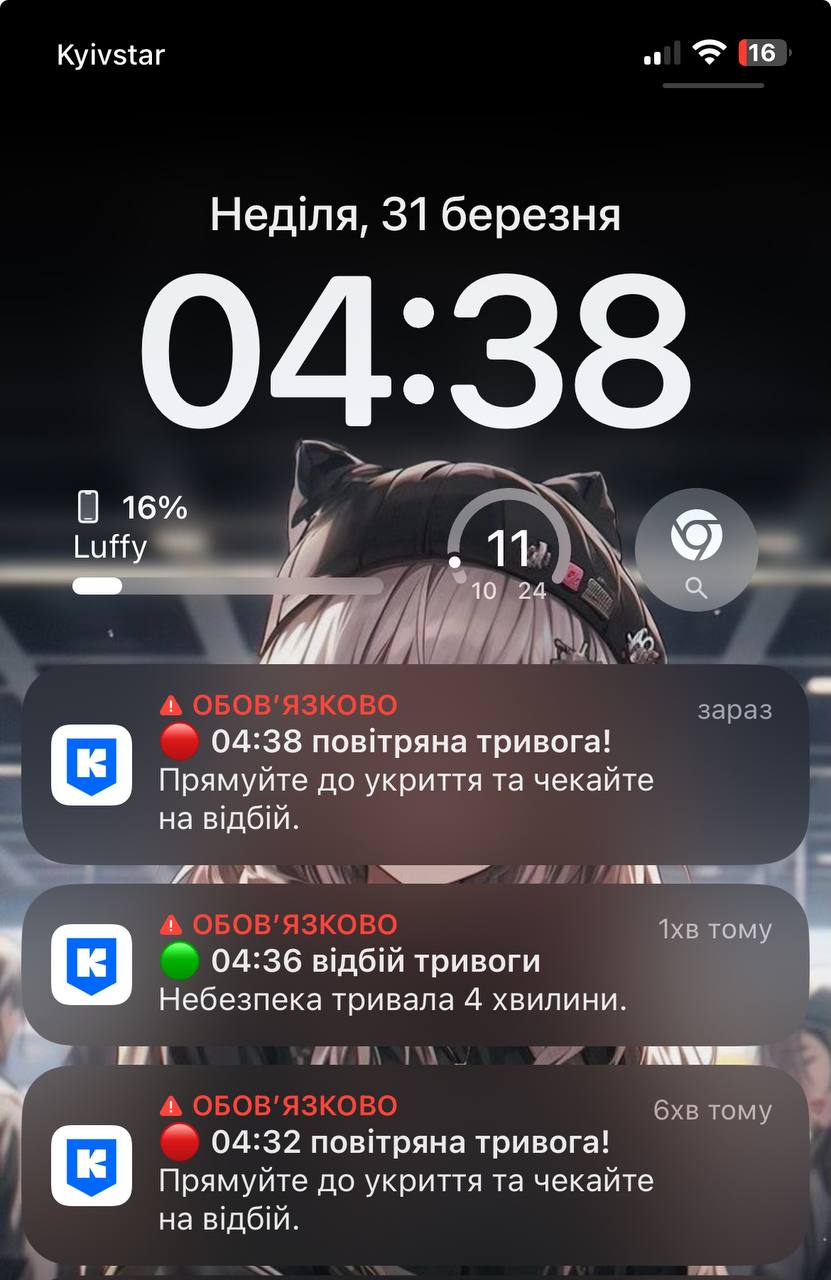 Kyivstar
16
Неділя, 31 березня
04:38
16%
Luffy
11
10 24
⚠ ОБОВ’ЯЗКОВО
зараз
🔴 04:38 повітряна тривога!
Прямуйте до укриття та чекайте
на відбій.
⚠ ОБОВ’ЯЗКОВО
1хв тому
🟢 04:36 відбій тривоги
Небезпека тривала 4 хвилини.
⚠ ОБОВ’ЯЗКОВО
6хв тому
🔴 04:32 повітряна тривога!
Прямуйте до укриття та чекайте
на відбій.